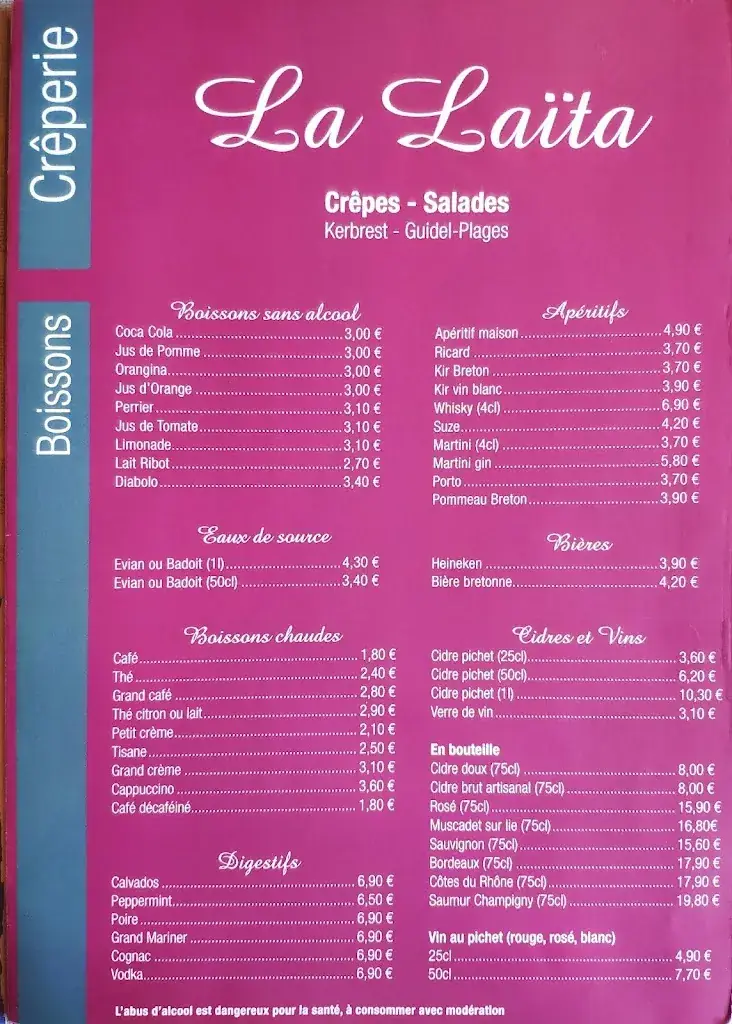 Crêperie
La Laïta
Crêpes - Salades
Kerbrest - Guidel-Plages
Boissons
Boissons sans alcool
Coca Cola 3,00 €
Jus de Pomme 3,00 €
Orangina 3,00 €
Jus d'Orange 3,00 €
Perrier 3,10 €
Jus de Tomate 3,10 €
Limonade 3,10 €
Lait Ribot 2,70 €
Diabolo 3,40 €
Eaux de source
Evian ou Badoit (1l) 4,30 €
Evian ou Badoit (50cl) 3,40 €
Boissons chaudes
Café 1,80 €
Thé 2,40 €
Grand café 2,80 €
Thé citron ou lait 2,90 €
Petit crème 2,10 €
Tisane 2,50 €
Grand crème 3,10 €
Cappuccino 3,60 €
Café décaféiné 1,80 €
Digestifs
Calvados 6,90 €
Peppermint 6,50 €
Poire 6,90 €
Grand Mariner 6,90 €
Cognac 6,90 €
Vodka 6,90 €
Apéritifs
Apéritif maison 4,90 €
Ricard 3,70 €
Kir Breton 3,70 €
Kir vin blanc 3,90 €
Whisky (4cl) 6,90 €
Suze 4,20 €
Martini (4cl) 3,70 €
Martini gin 5,80 €
Porto 3,70 €
Pommeau Breton 3,90 €
Bières
Heineken 3,90 €
Bière bretonne 4,20 €
Cidres et Vins
Cidre pichet (25cl) 3,60 €
Cidre pichet (50cl) 6,20 €
Cidre pichet (1l) 10,30 €
Verre de vin 3,10 €
En bouteille
Cidre doux (75cl) 8,00 €
Cidre brut artisanal (75cl) 8,00 €
Rosé (75cl) 15,90 €
Muscadet sur lie (75cl) 16,80€
Sauvignon (75cl) 15,60 €
Bordeaux (75cl) 17,90 €
Côtes du Rhône (75cl) 17,90 €
Saumur Champigny (75cl) 19,80 €
Vin au pichet (rouge, rosé, blanc)
25cl 4,90 €
50cl 7,70 €
L'abus d'alcool est dangereux pour la santé, à consommer avec modération